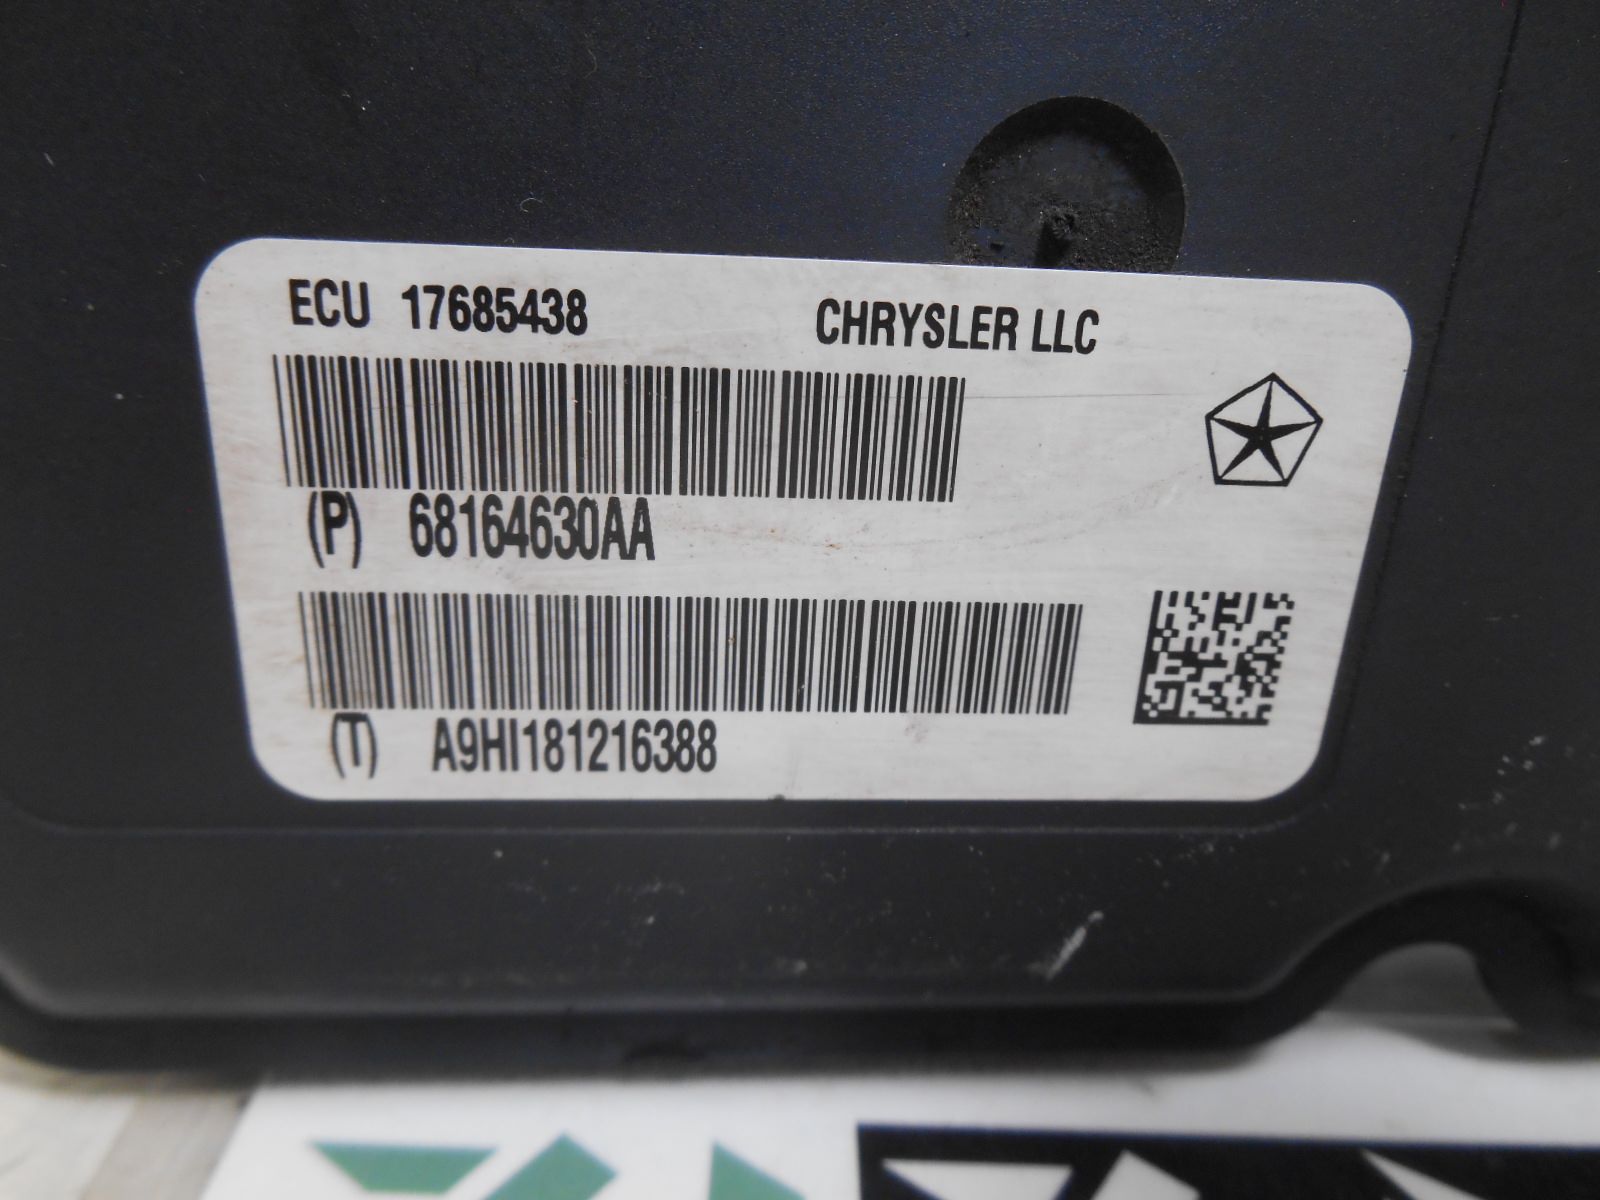 ECU 17685438 CHRYSLER LLC
(P) 68164630AA
(T) A9HI181216388